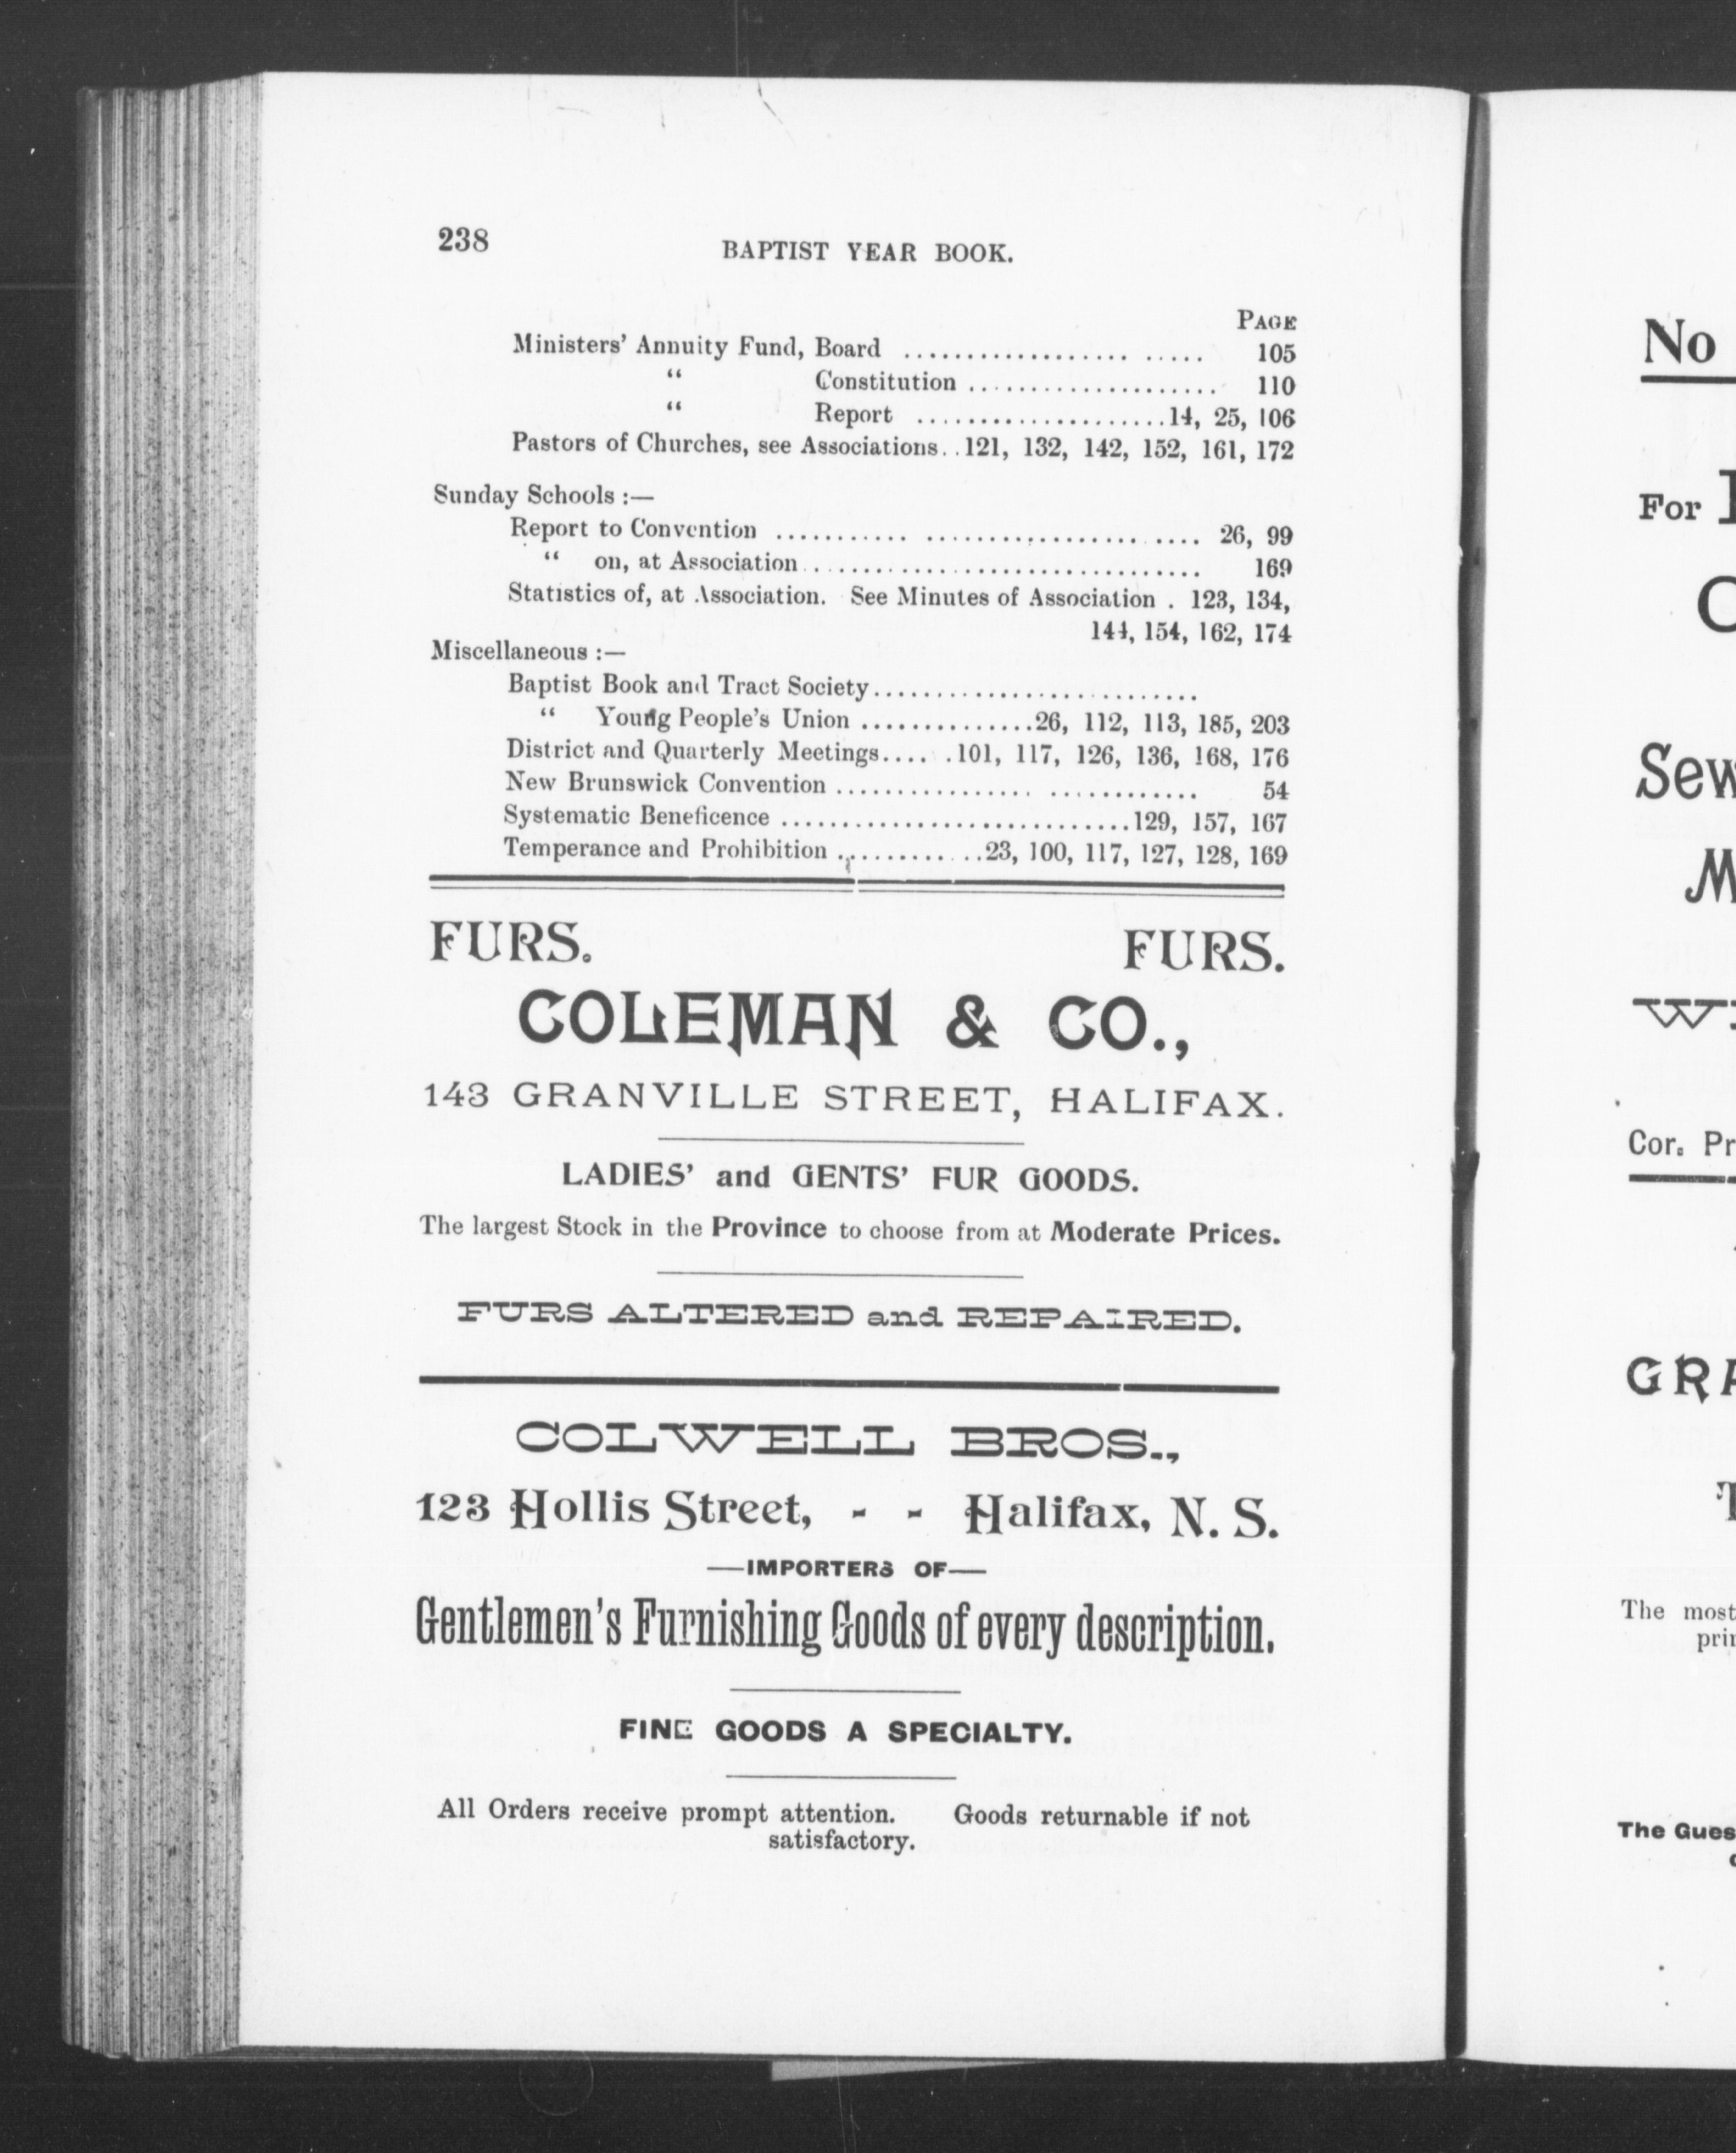 238
BAPTIST YEAR BOOK.
PAGE
Ministers' Annuity Fund, Board .................. ..... 105
" Constitution .................... 110
" Report ....................14, 25, 106
Pastors of Churches, see Associations..121, 132, 142, 152, 161, 172
Sunday Schools :—
Report to Convention ........... ................. .... 26, 99
" on, at Association ................................ 169
Statistics of, at Association. See Minutes of Association . 123, 134,
144, 154, 162, 174
Miscellaneous :—
Baptist Book and Tract Society..........................
" Young People's Union ..............26, 112, 113, 185, 203
District and Quarterly Meetings.... .101, 117, 126, 136, 168, 176
New Brunswick Convention ................ ............ 54
Systematic Beneficence ............................129, 157, 167
Temperance and Prohibition ............23, 100, 117, 127, 128, 169
FURS. FURS.
COLEMAN & CO.,
143 GRANVILLE STREET, HALIFAX.
LADIES' and GENTS' FUR GOODS.
The largest Stock in the Province to choose from at Moderate Prices.
FURS ALTERED and REPAIRED.
COLWELL BROS.,
123 Hollis Street, - - Halifax, N. S.
—IMPORTERS OF—
Gentlemen's Furnishing Goods of every description.
FINE GOODS A SPECIALTY.
All Orders receive prompt attention. Goods returnable if not
satisfactory.
No
For
Cor.
The most
The